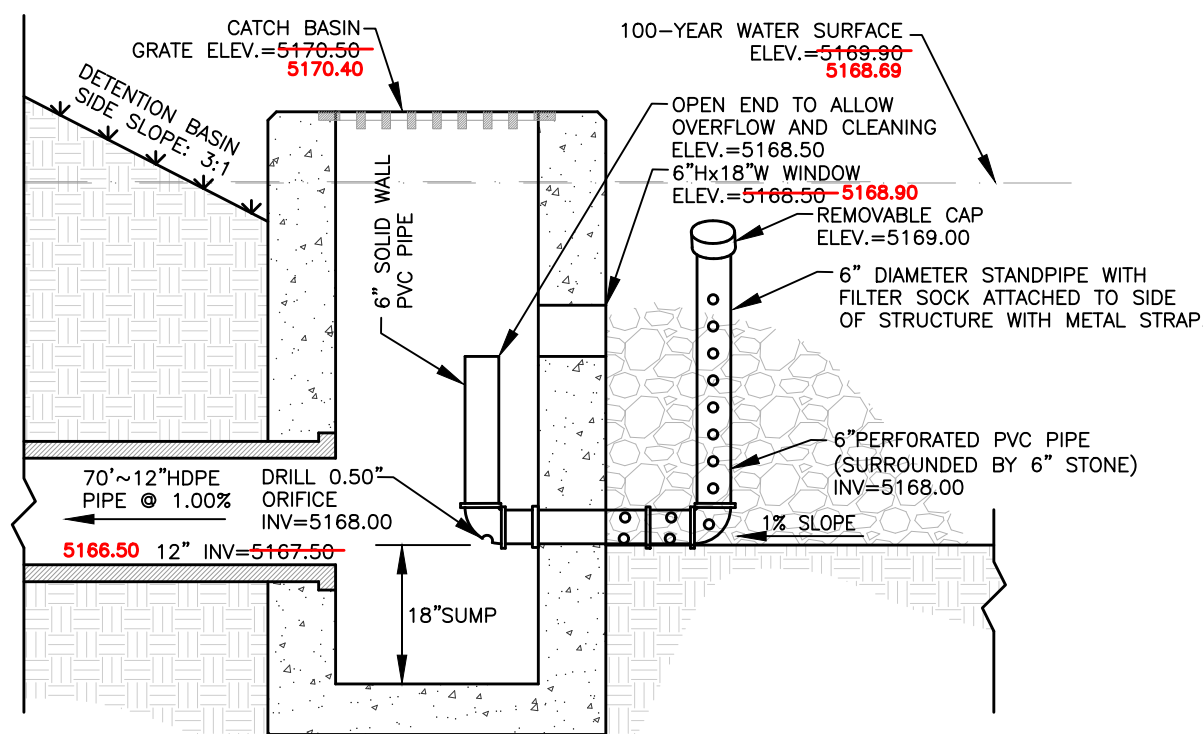 CATCH BASIN
GRATE ELEV.=5170.50
5170.40
100-YEAR WATER SURFACE
ELEV.=5169.90
5168.69
DETENTION BASIN
SIDE SLOPE: 3:1
OPEN END TO ALLOW
OVERFLOW AND CLEANING
ELEV.=5168.50
6"Hx18"W WINDOW
ELEV.=5168.50 5168.90
6" SOLID WALL
PVC PIPE
REMOVABLE CAP
ELEV.=5169.00
6" DIAMETER STANDPIPE WITH
FILTER SOCK ATTACHED TO SIDE
OF STRUCTURE WITH METAL STRAP
6"PERFORATED PVC PIPE
(SURROUNDED BY 6" STONE)
INV=5168.00
70'~12"HDPE
PIPE @ 1.00%
DRILL 0.50"
ORIFICE
INV=5168.00
1% SLOPE
5166.50 12" INV=5167.50
18"SUMP